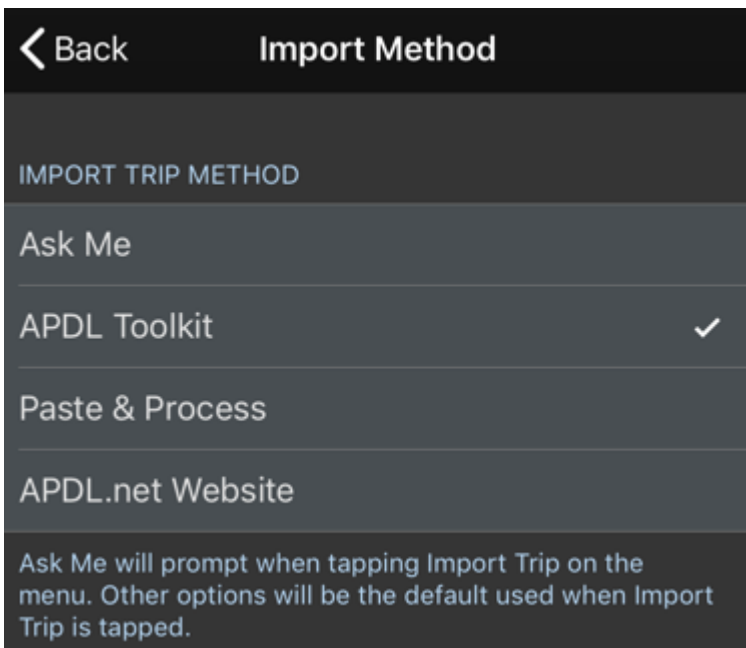 Back
Import Method
IMPORT TRIP METHOD
Ask Me
APDL Toolkit
Paste & Process
APDL.net Website
Ask Me will prompt when tapping Import Trip on the
menu. Other options will be the default used when Import
Trip is tapped.